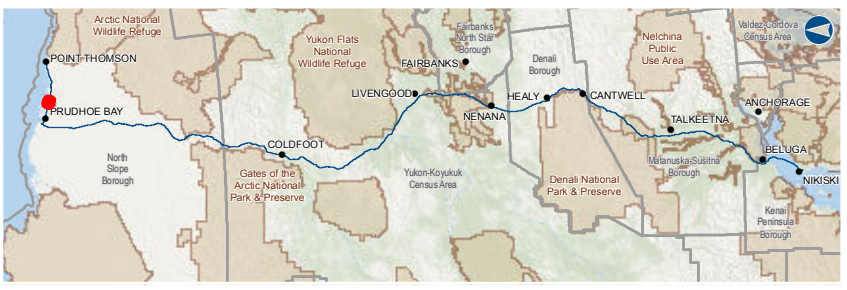 Arctic National
Wildlife Refuge
POINT THOMSON
PRUDHOE BAY
North
Slope
Borough
COLDFOOT
Gates of the
Arctic National
Park & Preserve
Yukon Flats
National
Wildlife Refuge
LIVENGOOD
Yukon-Koyukuk
Census Area
Fairbanks
North Star
Borough
FAIRBANKS
NENANA
Denali
Borough
HEALY
CANTWELL
Denali National
Park & Preserve
Nelchina
Public
Use Area
TALKEETNA
Matanuska-Susitna
Borough
Valdez-Cordova
Census Area
ANCHORAGE
BELUGA
NIKISKI
Kenai
Peninsula
Borough